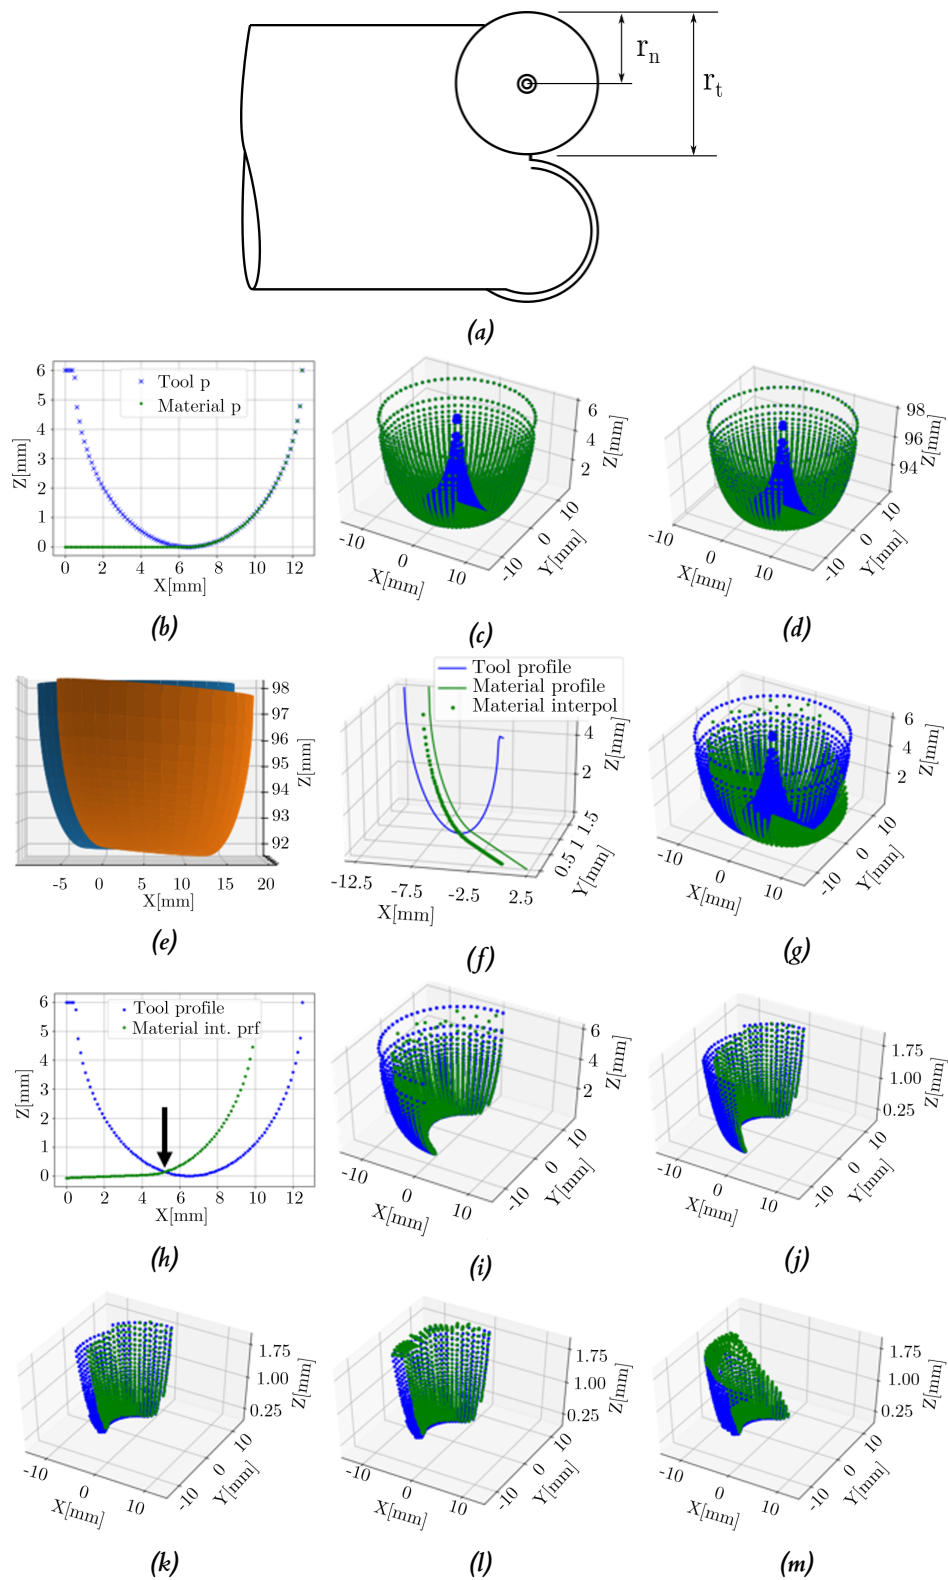 r_n
r_t
(a)
6
5
4
3
2
1
0
Z[mm]
Tool p
Material p
0 2 4 6 8 10 12
X[mm]
(b)
6
4
2
Z[mm]
-10 0 10
X[mm]
-10 0 10
Y[mm]
(c)
98
96
94
Z[mm]
-10 0 10
X[mm]
-10 0 10
Y[mm]
(d)
98
97
96
95
94
93
92
Z[mm]
-5 0 5 10 15 20
X[mm]
(e)
Tool profile
Material profile
Material interpol
4
2
Z[mm]
-12.5 -7.5 -2.5 2.5
X[mm]
0.5 1 1.5
Y[mm]
(f)
6
4
2
Z[mm]
-10 0 10
X[mm]
-10 0 10
Y[mm]
(g)
6
5
4
3
2
1
0
Z[mm]
Tool profile
Material int. prf
0 2 4 6 8 10 12
X[mm]
(h)
6
4
2
Z[mm]
-10 0 10
X[mm]
-10 0 10
Y[mm]
(i)
1.75
1.00
0.25
Z[mm]
-10 0 10
X[mm]
-10 0 10
Y[mm]
(j)
1.75
1.00
0.25
Z[mm]
-10 0 10
X[mm]
-10 0 10
Y[mm]
(k)
1.75
1.00
0.25
Z[mm]
-10 0 10
X[mm]
-10 0 10
Y[mm]
(l)
1.75
1.00
0.25
Z[mm]
-10 0 10
X[mm]
-10 0 10
Y[mm]
(m)